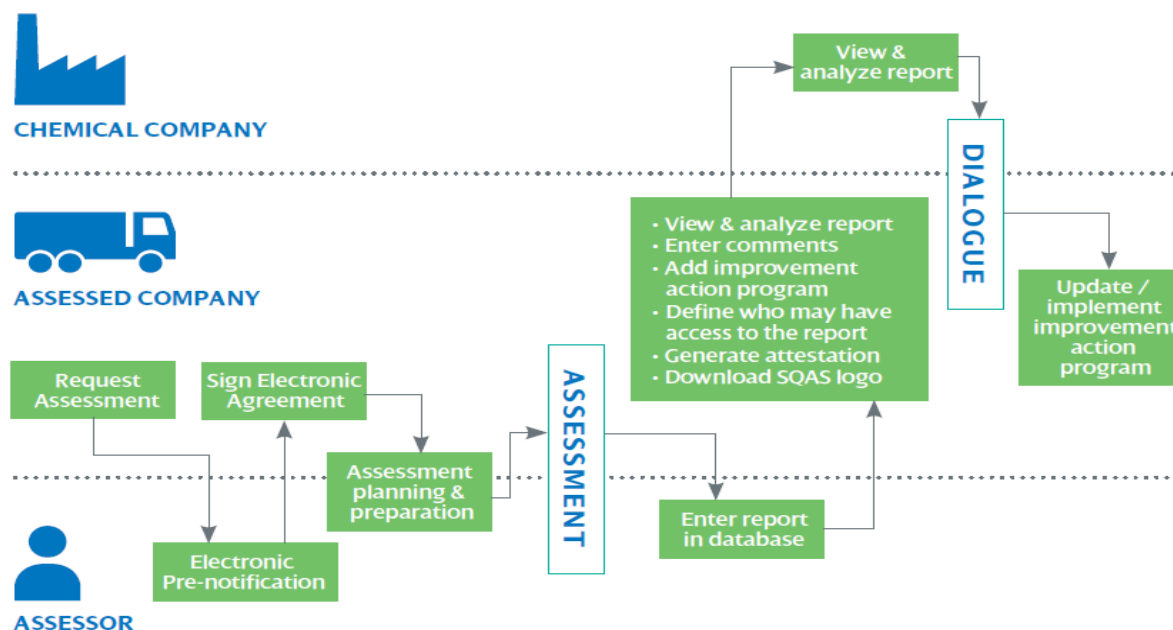 View &
analyze report
CHEMICAL COMPANY
DIALOGUE
• View & analyze report
• Enter comments
• Add improvement
action program
• Define who may have
access to the report
• Generate attestation
• Download SQAS logo
ASSESSED COMPANY
Update /
implement
improvement
action
program
Request
Assessment
Sign Electronic
Agreement
ASSESSMENT
Assessment
planning &
preparation
Enter report
in database
Electronic
Pre-notification
ASSESSOR